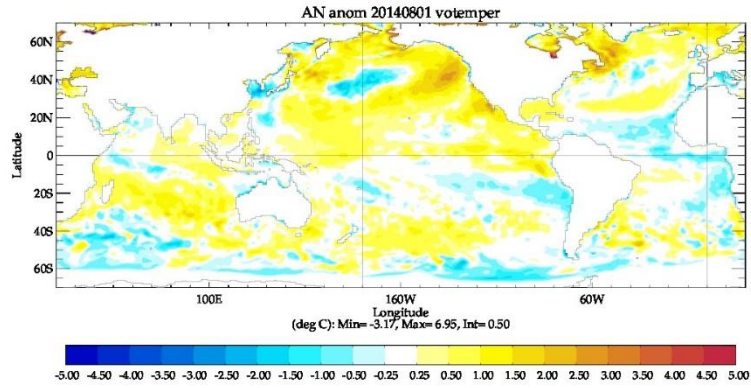 AN anom 20140801 votemper
60N
40N
20N
0
20S
40S
60S
Latitude
100E 160W 60W
Longitude
(deg C): Min= -3.17, Max= 6.95, Int= 0.50
-5.00 -4.50 -4.00 -3.50 -3.00 -2.50 -2.00 -1.50 -1.00 -0.50 -0.25 0.25 0.50 1.00 1.50 2.00 2.50 3.00 3.50 4.00 4.50 5.00